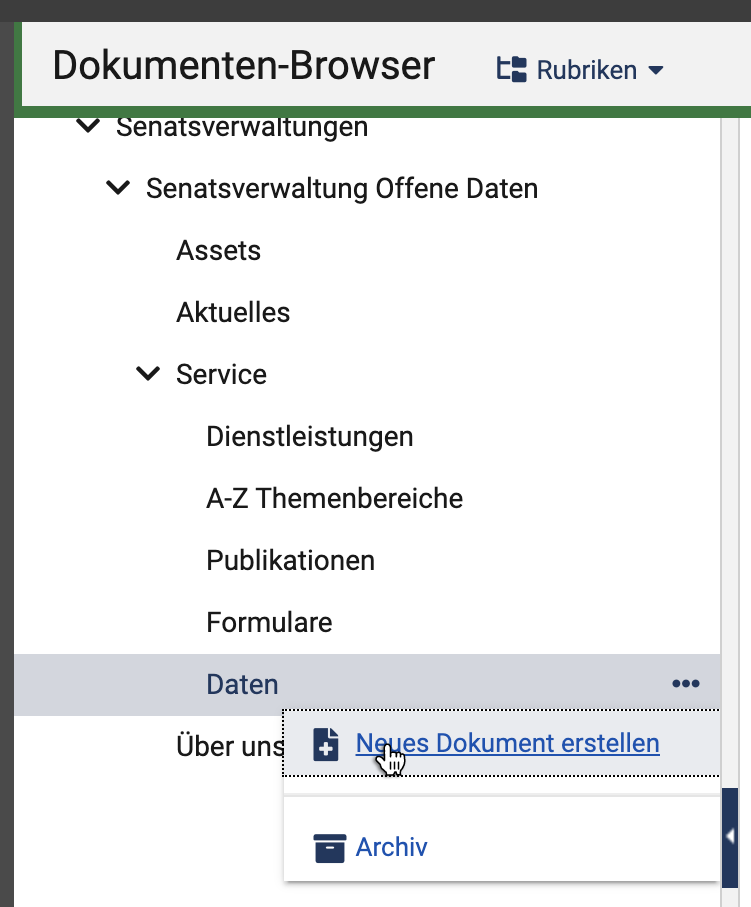 Dokumenten-Browser
Rubriken
Senatsverwaltungen
Senatsverwaltung Offene Daten
Assets
Aktuelles
Service
Dienstleistungen
A-Z Themenbereiche
Publikationen
Formulare
Daten
Über uns
Neues Dokument erstellen
Archiv